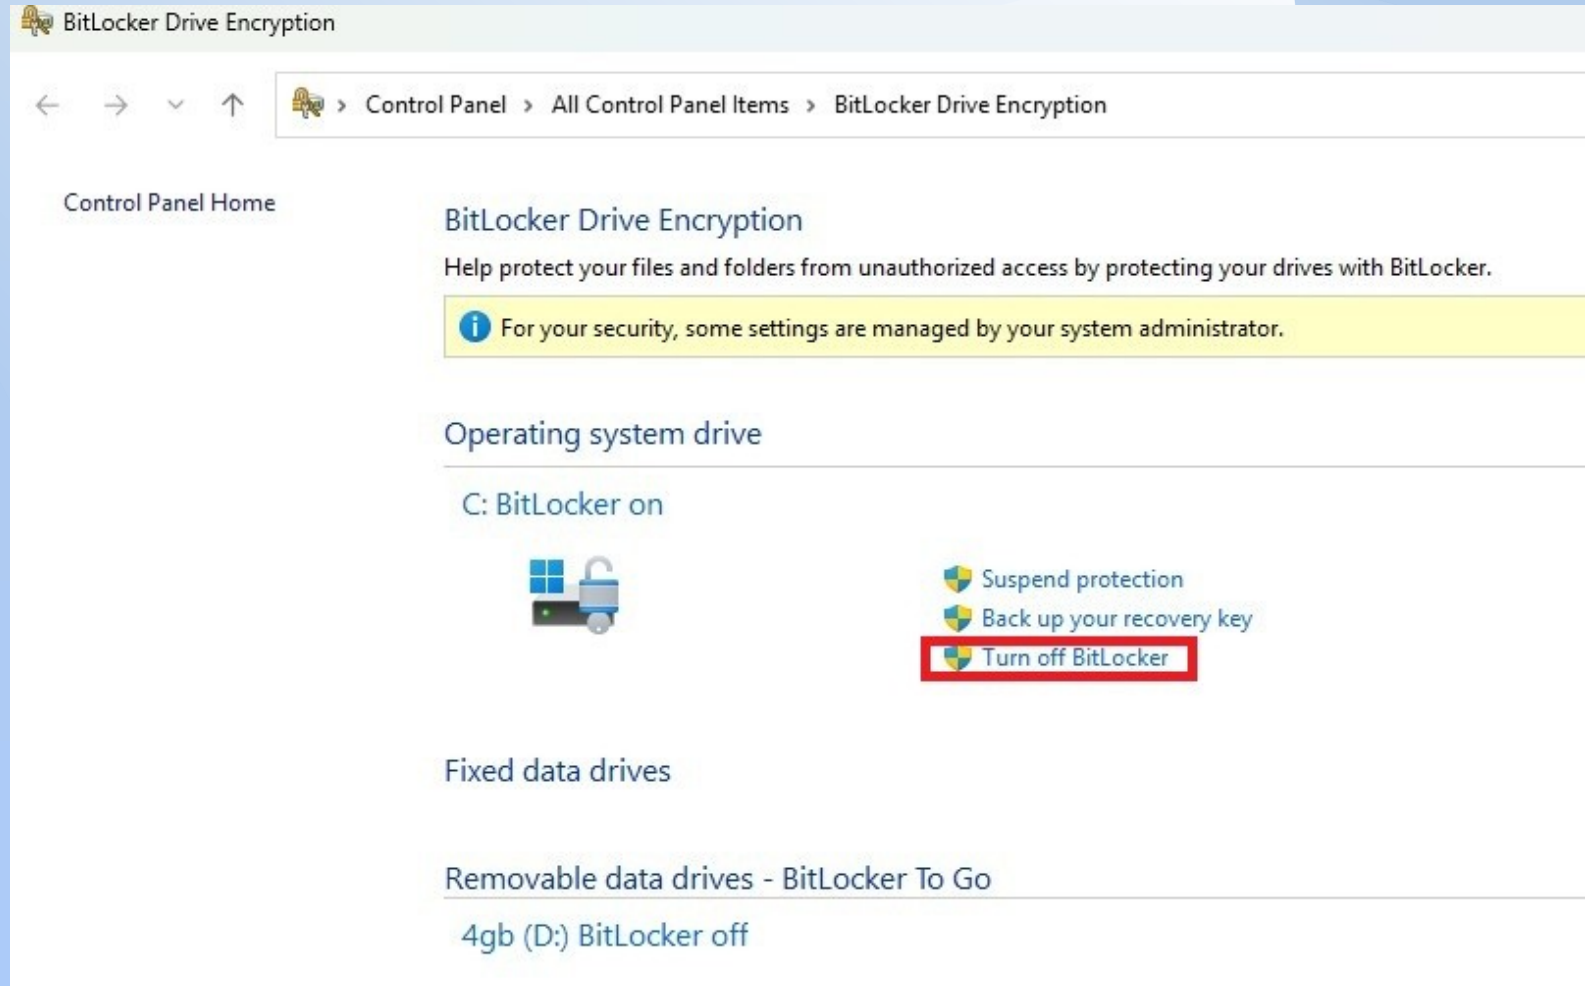 BitLocker Drive Encryption
Control Panel > All Control Panel Items > BitLocker Drive Encryption
Control Panel Home
BitLocker Drive Encryption
Help protect your files and folders from unauthorized access by protecting your drives with BitLocker.
For your security, some settings are managed by your system administrator.
Operating system drive
C: BitLocker on
Suspend protection
Back up your recovery key
Turn off BitLocker
Fixed data drives
Removable data drives - BitLocker To Go
4gb (D:) BitLocker off